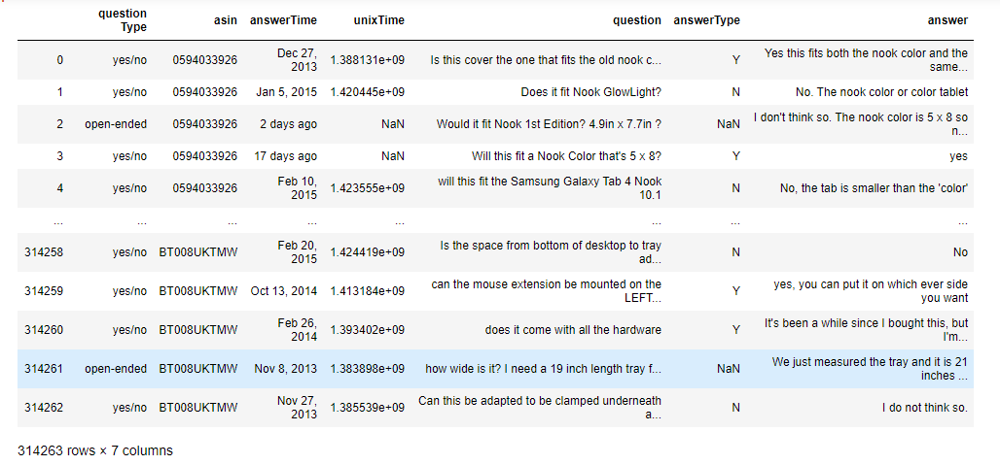 question Type asin answerTime unixTime question answerType answer
0 yes/no 0594033926 Dec 27, 2013 1.388131e+09 Is this cover the one that fits the old nook c... Y Yes this fits both the nook color and the same...
1 yes/no 0594033926 Jan 5, 2015 1.420445e+09 Does it fit Nook GlowLight? N No. The nook color or color tablet
2 open-ended 0594033926 2 days ago NaN Would it fit Nook 1st Edition? 4.9in x 7.7in ? NaN I don't think so. The nook color is 5 x 8 so n...
3 yes/no 0594033926 17 days ago NaN Will this fit a Nook Color that's 5 x 8? Y yes
4 yes/no 0594033926 Feb 10, 2015 1.423555e+09 will this fit the Samsung Galaxy Tab 4 Nook 10.1 N No, the tab is smaller than the 'color'
... ... ... ... ... ... ... ...
314258 yes/no BT008UKTMW Feb 20, 2015 1.424419e+09 Is the space from bottom of desktop to tray ad... N No
314259 yes/no BT008UKTMW Oct 13, 2014 1.413184e+09 can the mouse extension be mounted on the LEFT... Y yes, you can put it on which ever side you want
314260 yes/no BT008UKTMW Feb 26, 2014 1.393402e+09 does it come with all the hardware Y It's been a while since I bought this, but I'm...
314261 open-ended BT008UKTMW Nov 8, 2013 1.383898e+09 how wide is it? I need a 19 inch length tray f... NaN We just measured the tray and it is 21 inches ...
314262 yes/no BT008UKTMW Nov 27, 2013 1.385539e+09 Can this be adapted to be clamped underneath a... N I do not think so.
314263 rows × 7 columns